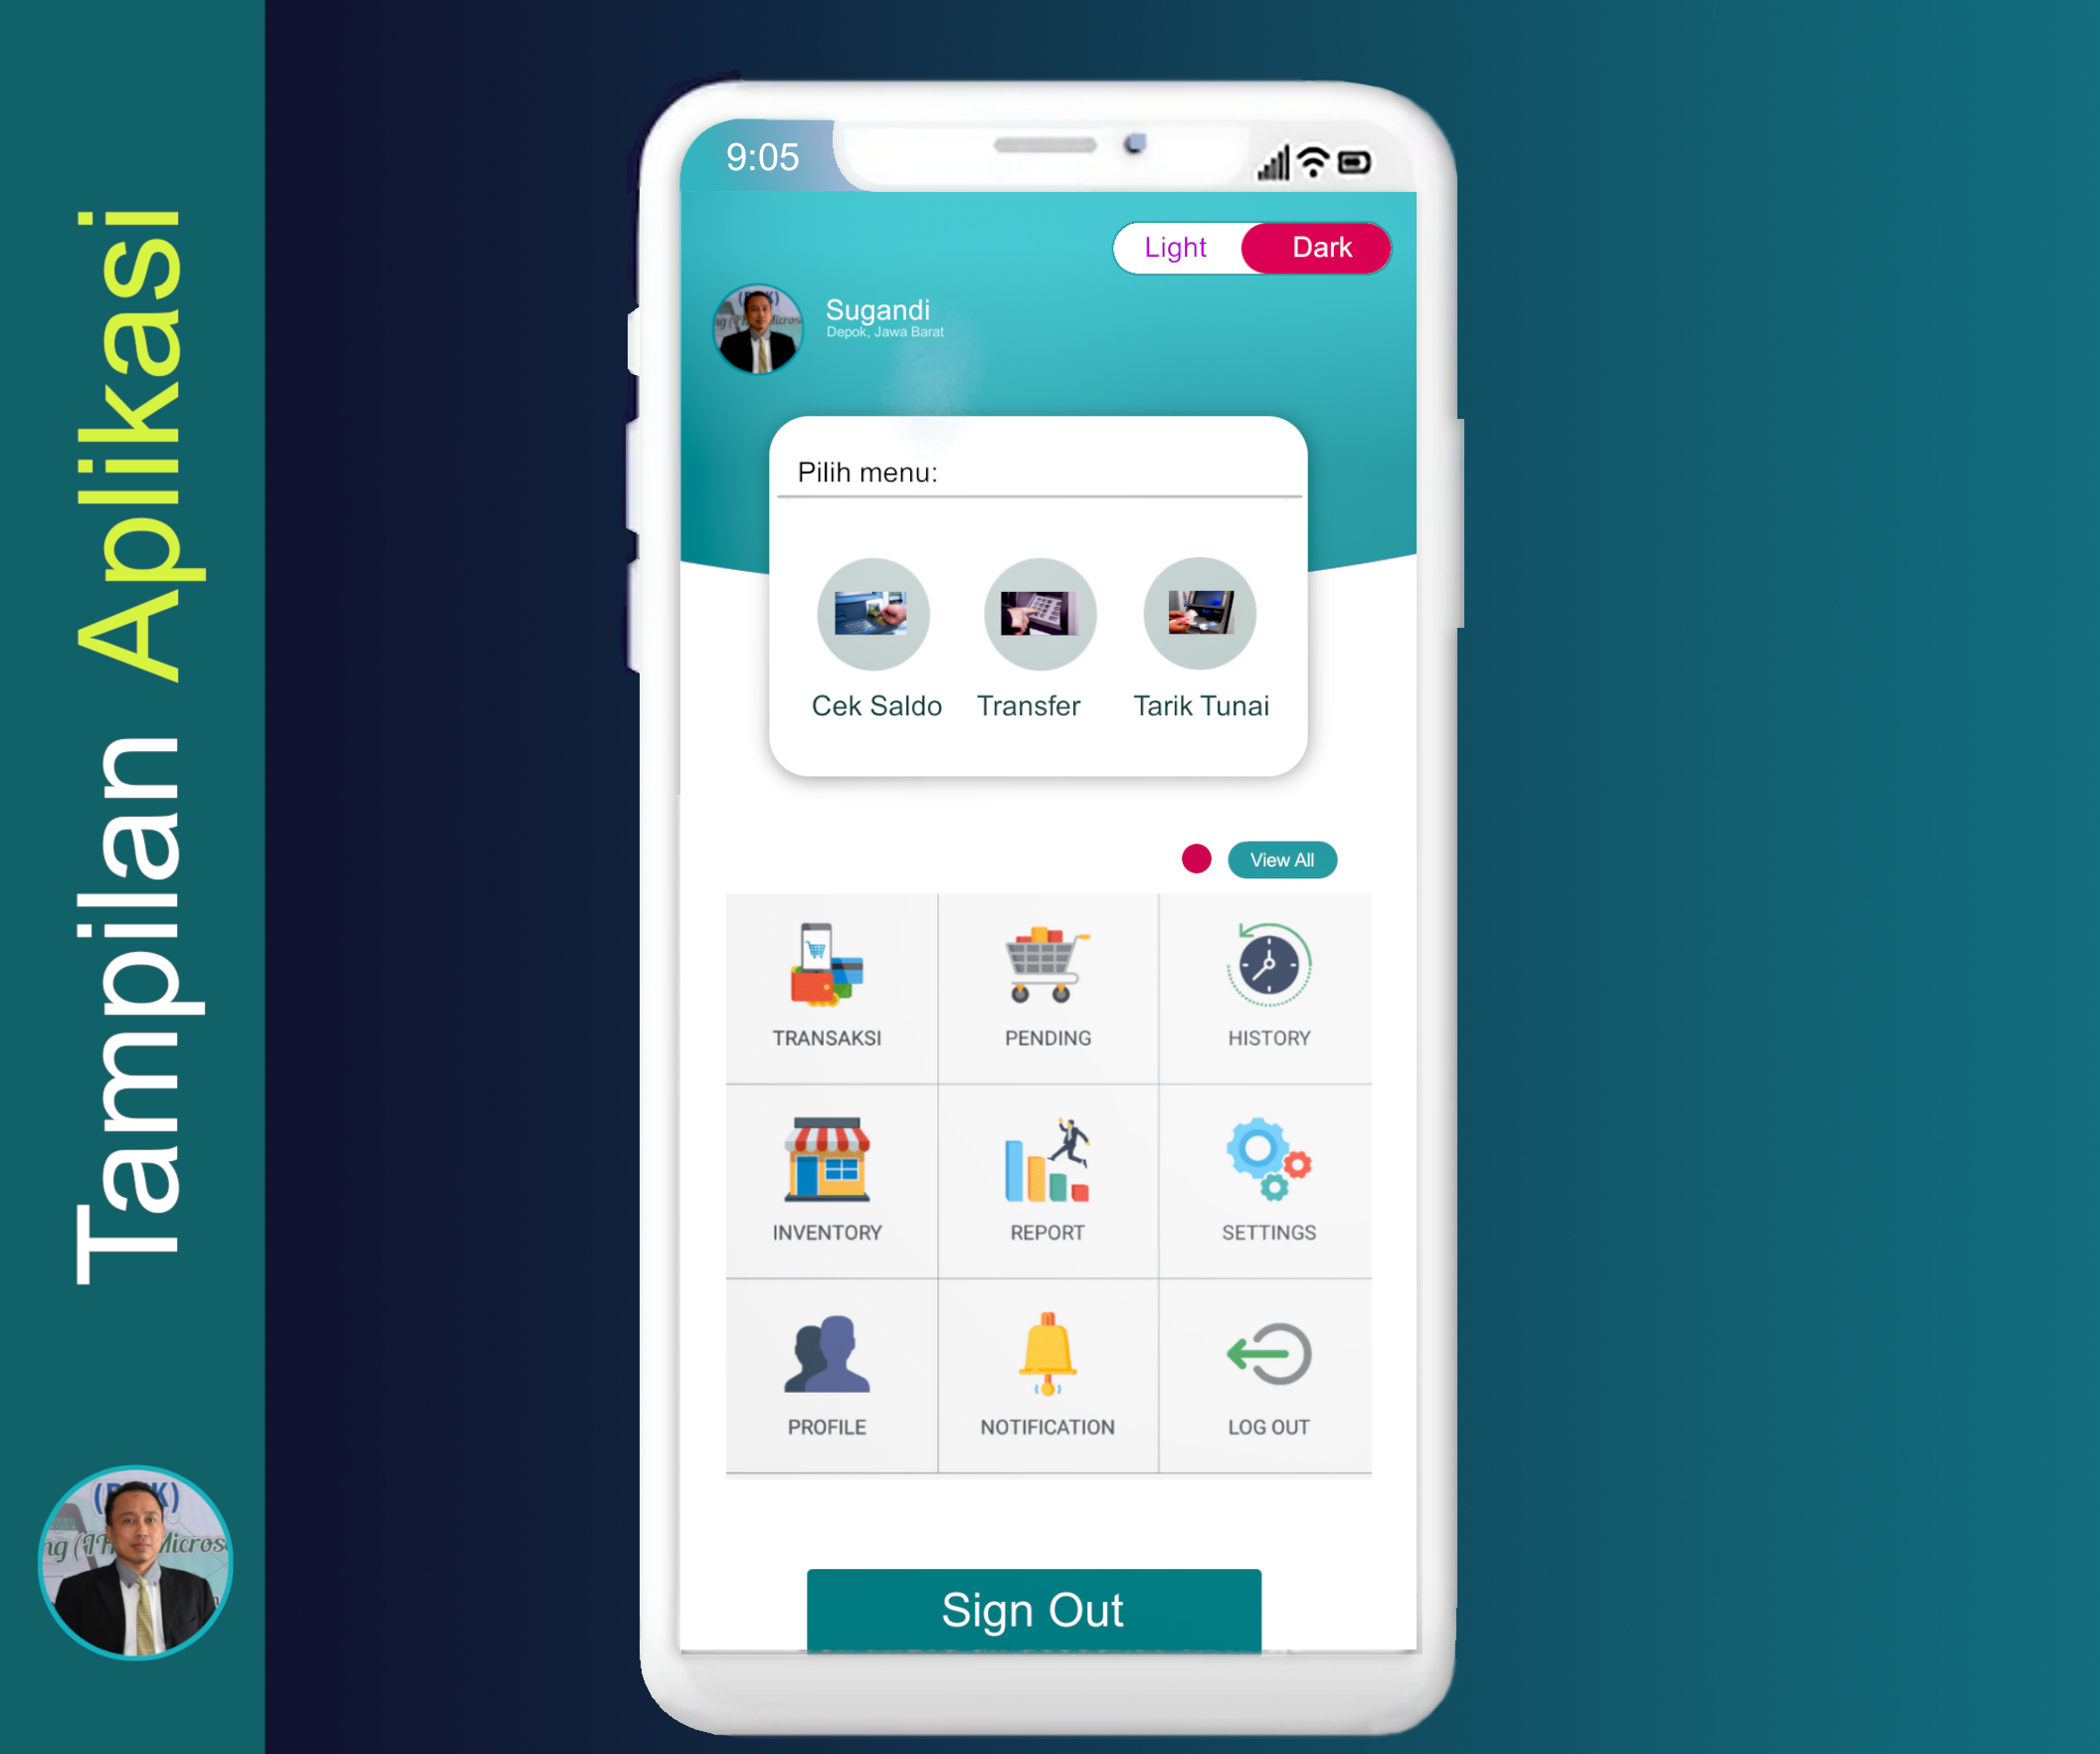 Tampilan Aplikasi
9:05
Light Dark
Sugandi
Depok, Jawa Barat
Pilih menu:
Cek Saldo Transfer Tarik Tunai
View All
TRANSAKSI PENDING HISTORY
INVENTORY REPORT SETTINGS
PROFILE NOTIFICATION LOG OUT
Sign Out